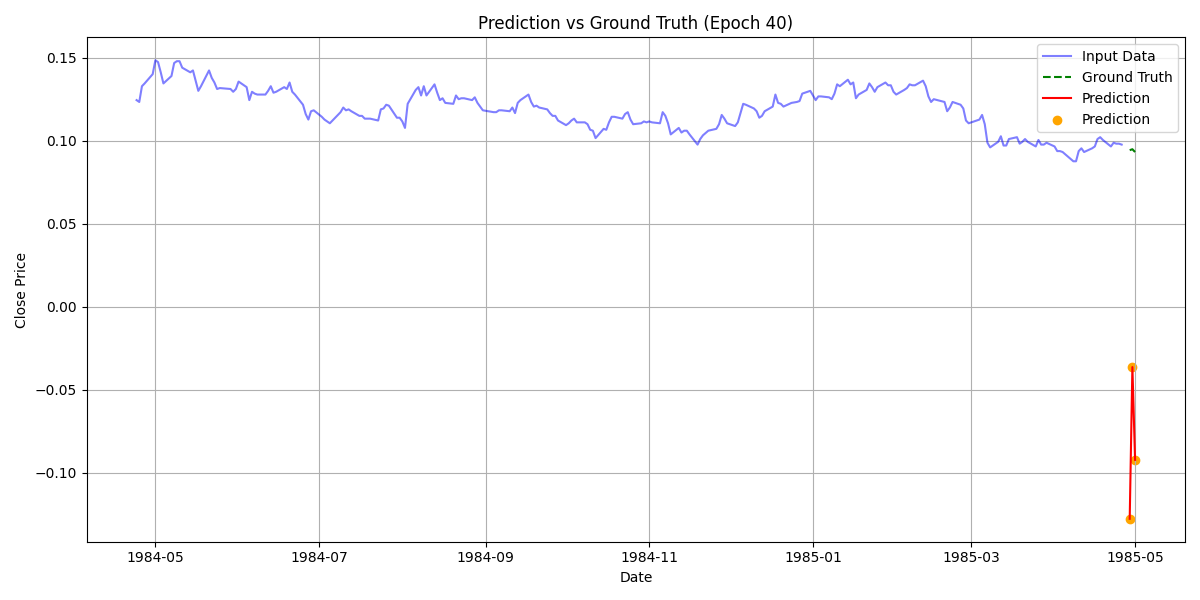 Prediction vs Ground Truth (Epoch 40)
Close Price
0.15
0.10
0.05
0.00
−0.05
−0.10
Input Data
Ground Truth
Prediction
Prediction
1984-05
1984-07
1984-09
1984-11
1985-01
1985-03
1985-05
Date